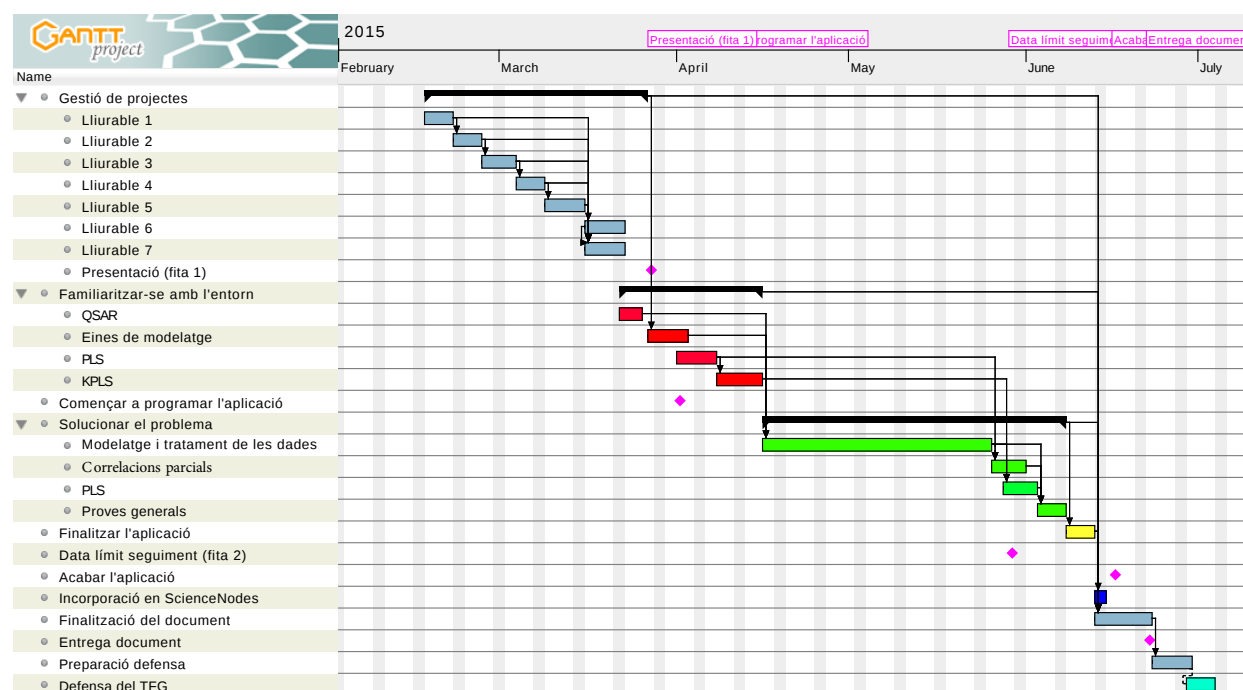 GANTT
project
2015
Presentació (fita 1)
rogramar l'aplicació
Data límit seguim
Acaba
Entrega documen
Name
February
March
April
May
June
July
Gestió de projectes
Lliurable 1
Lliurable 2
Lliurable 3
Lliurable 4
Lliurable 5
Lliurable 6
Lliurable 7
Presentació (fita 1)
Familiaritzar-se amb l'entorn
QSAR
Eines de modelatge
PLS
KPLS
Començar a programar l'aplicació
Solucionar el problema
Modelatge i tractament de les dades
Correlacions parcials
PLS
Proves generals
Finalitzar l'aplicació
Data límit seguiment (fita 2)
Acabar l'aplicació
Incorporació en ScienceNodes
Finalització del document
Entrega document
Preparació defensa
Defensa del TFG